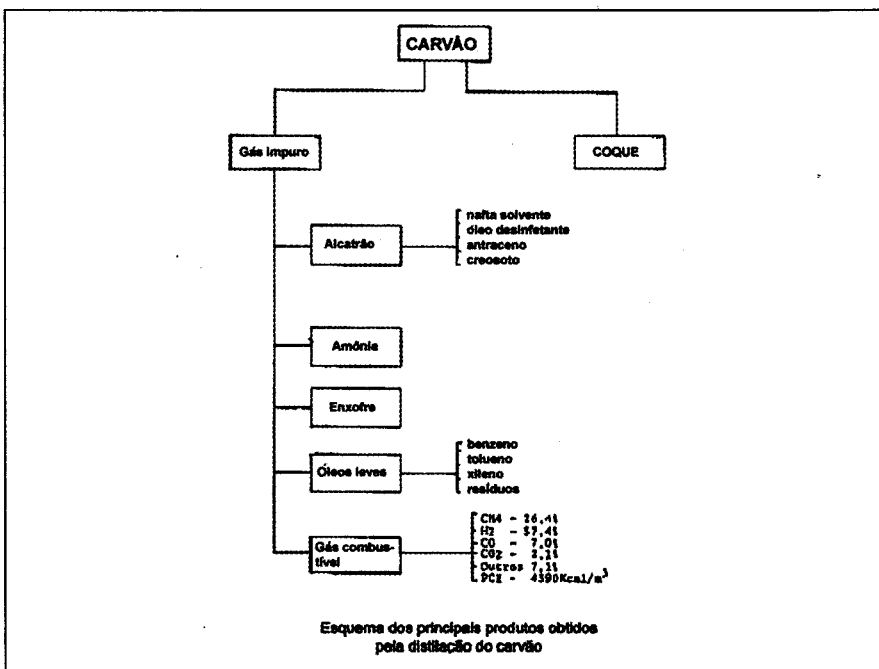 CARVÃO
Gás impuro
COQUE
Alcatrão
nafta solvente
óleo desinfetante
antraceno
creosoto
Amônia
Enxofre
Óleos leves
benzeno
tolueno
xileno
resíduos
Gás combus-
tível
CH4 - 26,4%
H2 - 57,4%
CO - 7,0%
CO2 - 2,1%
Outros 7,1%
PCI - 4390Kcal/m³
Esquema dos principais produtos obtidos
pela distilação do carvão